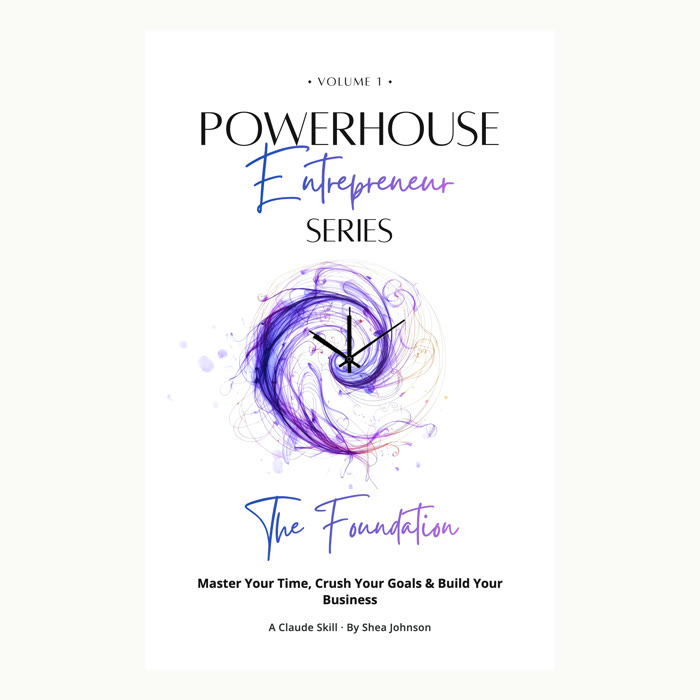 • VOLUME 1 •
POWERHOUSE
Entrepreneur
SERIES
The Foundation
Master Your Time, Crush Your Goals & Build Your
Business
A Claude Skill · By Shea Johnson